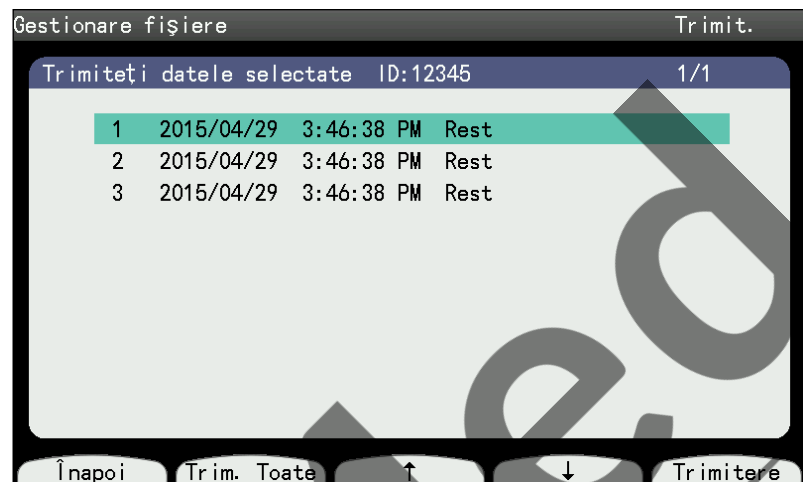 Gestionare fişiere Trimit.
Trimiteţi datele selectate ID:12345 1/1
1 2015/04/29 3:46:38 PM Rest
2 2015/04/29 3:46:38 PM Rest
3 2015/04/29 3:46:38 PM Rest
Înapoi Trim. Toate ↑ ↓ Trimitere